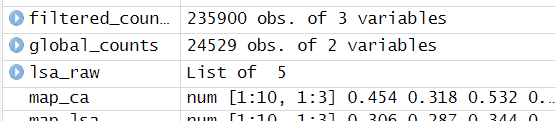 filtered_coun... 235900 obs. of 3 variables
global_counts 24529 obs. of 2 variables
lsa_raw List of 5
map_ca num [1:10, 1:3] 0.454 0.318 0.532 0...
map_lsa num [1:10, 1:3] 0.306 0.287 0.344 0